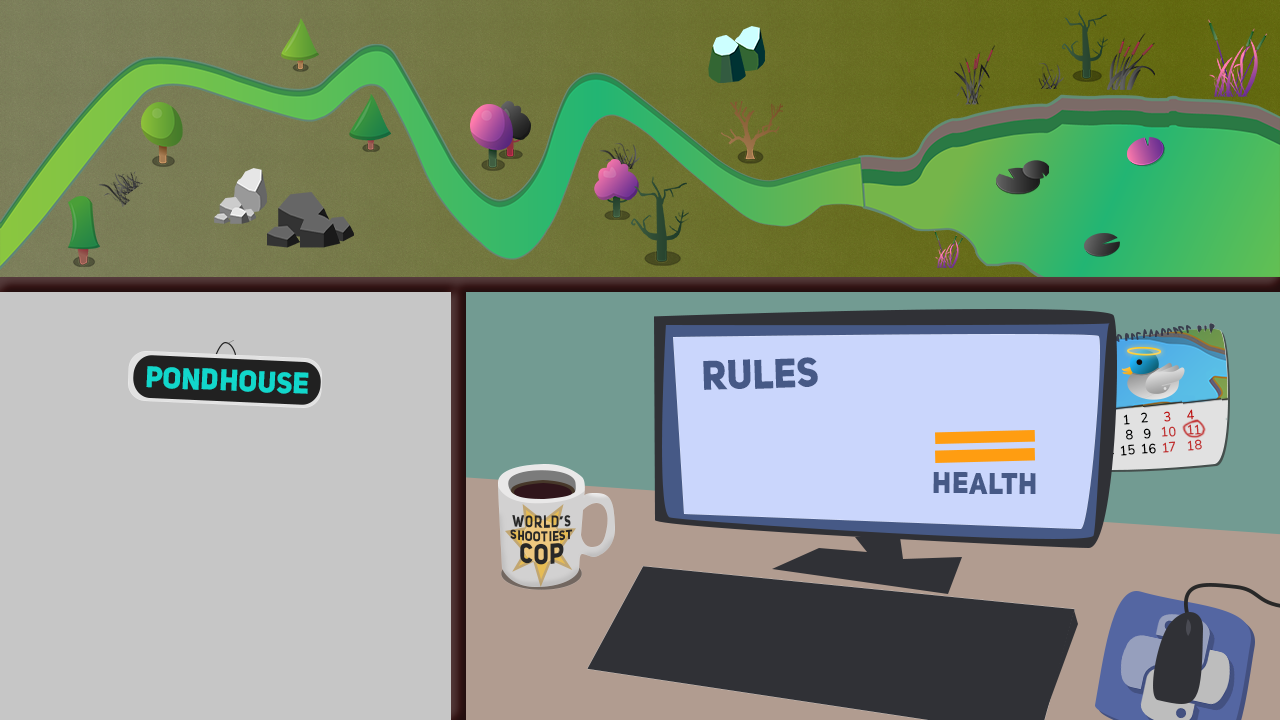 PONDHOUSE
RULES
HEALTH
WORLD'S
SHOOTIEST
COP
1 2 3 4
8 9 10 11
15 16 17 18